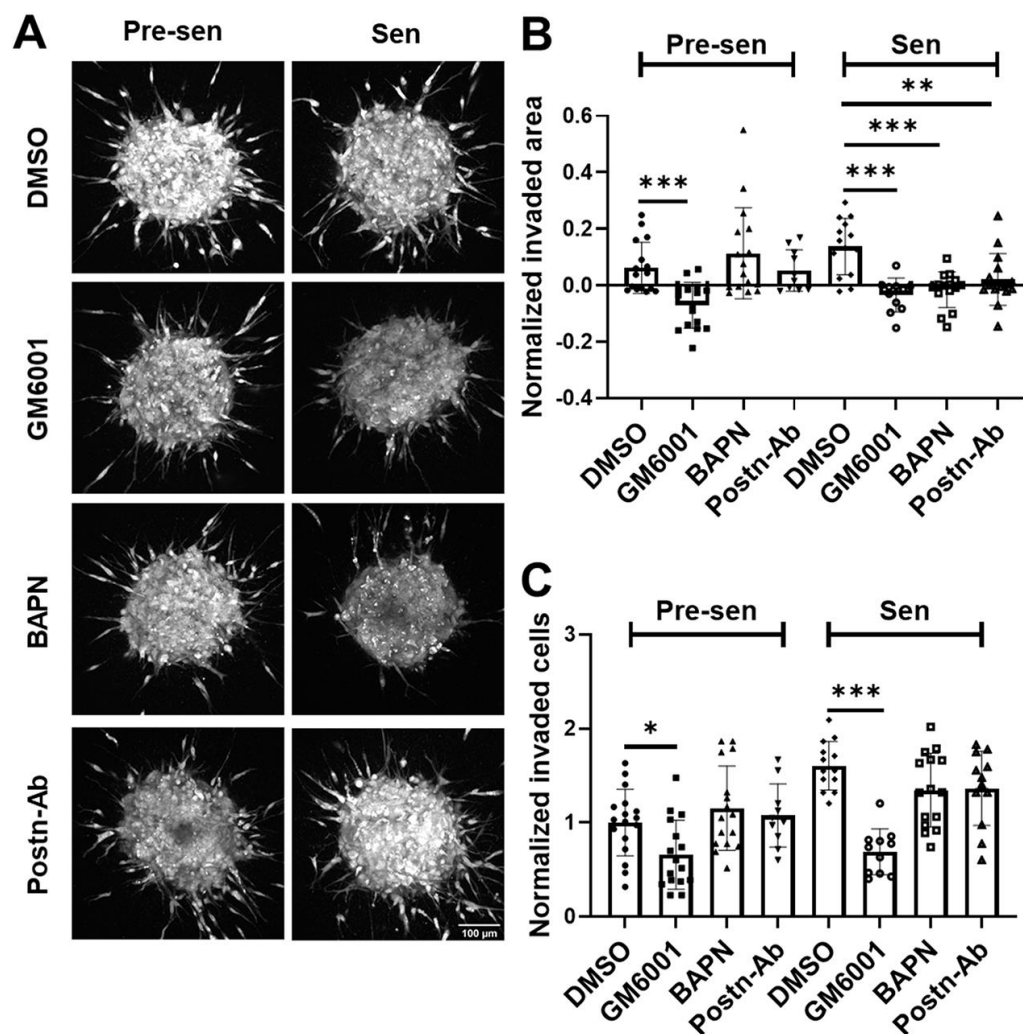 A
Pre-sen Sen
DMSO
GM6001
BAPN
Postn-Ab
100 µm
B
Pre-sen Sen
**
***
*** ***
Normalized invaded area
0.6
0.4
0.2
0.0
-0.2
-0.4
DMSO GM6001 BAPN Postn-Ab DMSO GM6001 BAPN Postn-Ab
C
Pre-sen Sen
* ***
Normalized invaded cells
3
2
1
0
DMSO GM6001 BAPN Postn-Ab DMSO GM6001 BAPN Postn-Ab